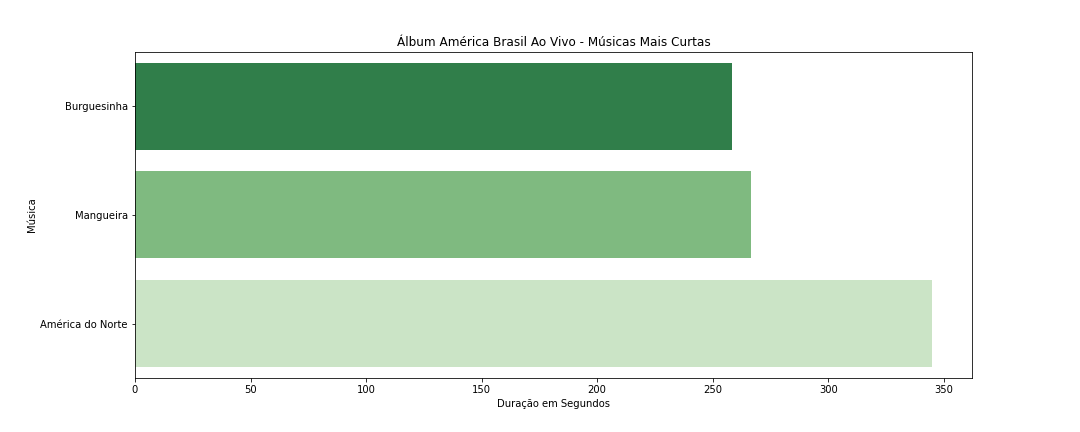 Álbum América Brasil Ao Vivo - Músicas Mais Curtas
Música
Burguesinha
Mangueira
América do Norte
0 50 100 150 200 250 300 350
Duração em Segundos